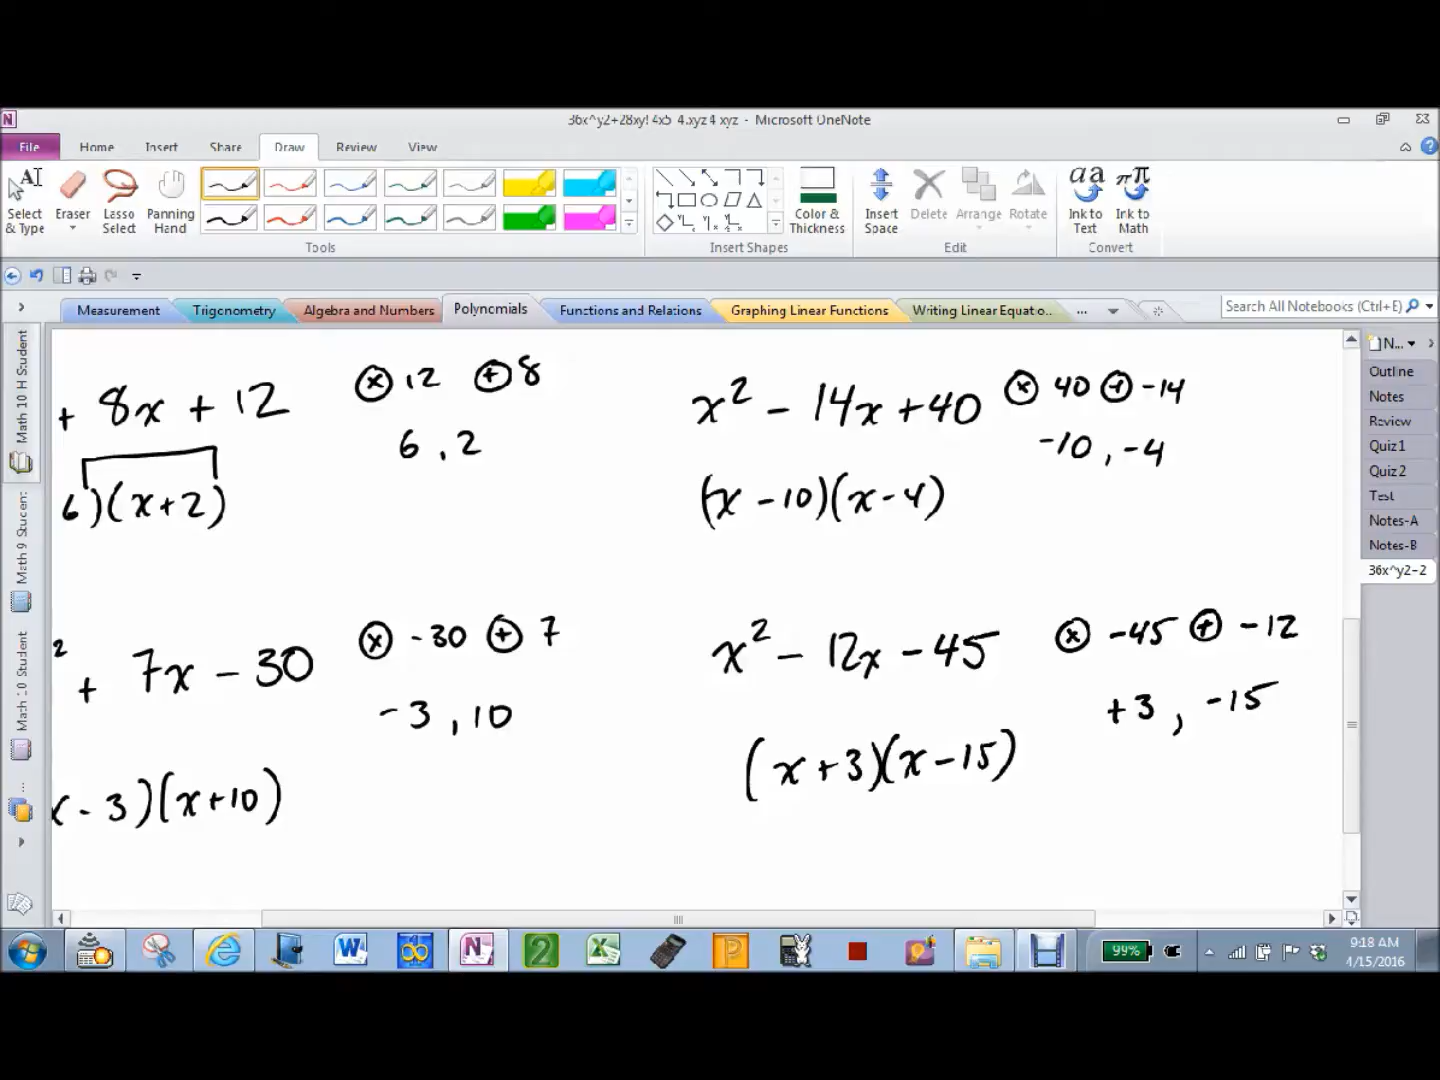 36x^y2+28xy! 4x5 4.xyz 4 xyz - Microsoft OneNote
File Home Insert Share Draw Review View
Select & Type
Eraser
Lasso Select
Panning Hand
Color & Thickness
Insert Space
Delete
Arrange
Rotate
Ink to Text
Ink to Math
Tools Insert Shapes Edit Convert
Measurement Trigonometry Algebra and Numbers Polynomials Functions and Relations Graphing Linear Functions Writing Linear Equatio... ...
Search All Notebooks (Ctrl+E)
Math 10 H Student
Math 9 Student
Math 10 Student
N...
Outline
Notes
Review
Quiz1
Quiz2
Test
Notes-A
Notes-B
36x^y2-2
+ 8x + 12 ⊗ 12 ⊕ 8
6 , 2
6)(x+2)
x² - 14x + 40 ⊗ 40 ⊕ -14
-10 , -4
(x - 10)(x - 4)
² + 7x - 30 ⊗ -30 ⊕ 7
-3 , 10
x - 3)(x+10)
x² - 12x - 45 ⊗ -45 ⊕ -12
+3 , -15
(x + 3)(x - 15)
99%
9:18 AM
4/15/2016